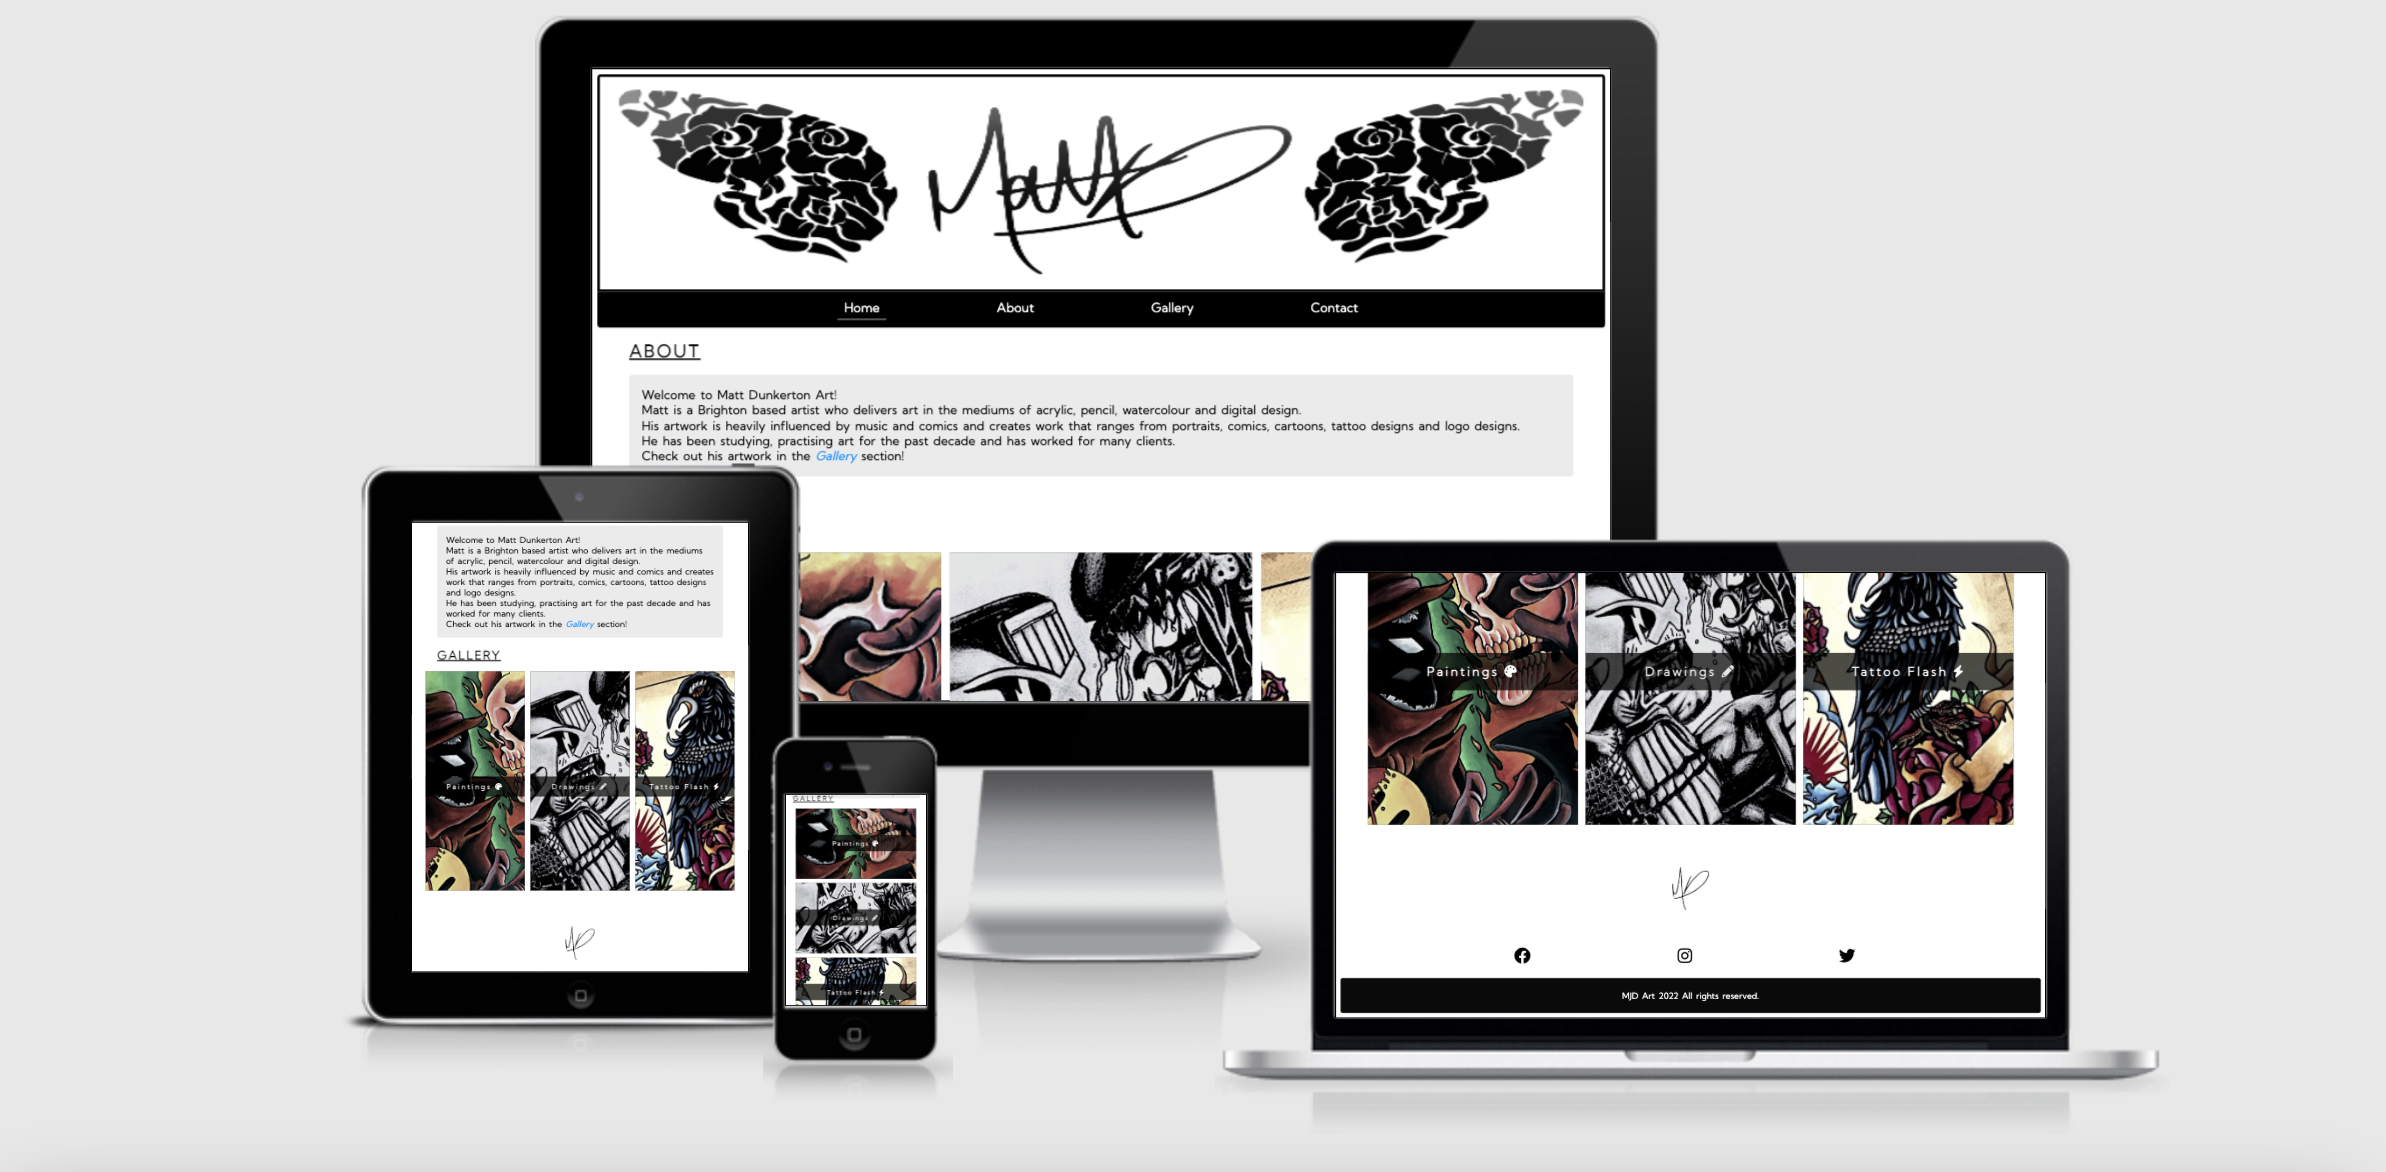 Matt
Home
About
Gallery
Contact
ABOUT
Welcome to Matt Dunkerton Art!
Matt is a Brighton based artist who delivers art in the mediums of acrylic, pencil, watercolour and digital design.
His artwork is heavily influenced by music and comics and creates work that ranges from portraits, comics, cartoons, tattoo designs and logo designs.
He has been studying, practising art for the past decade and has worked for many clients.
Check out his artwork in the Gallery section!
Welcome to Matt Dunkerton Art!
Matt is a Brighton based artist who delivers art in the mediums
of acrylic, pencil, watercolour and digital design.
His artwork is heavily influenced by music and comics and creates
work that ranges from portraits, comics, cartoons, tattoo designs
and logo designs.
He has been studying, practising art for the past decade and has
worked for many clients.
Check out his artwork in the Gallery section!
GALLERY
Paintings
Drawings
Tattoo Flash
GALLERY
Paintings
Drawings
Tattoo Flash
Paintings
Drawings
Tattoo Flash
MJD Art 2022 All rights reserved.